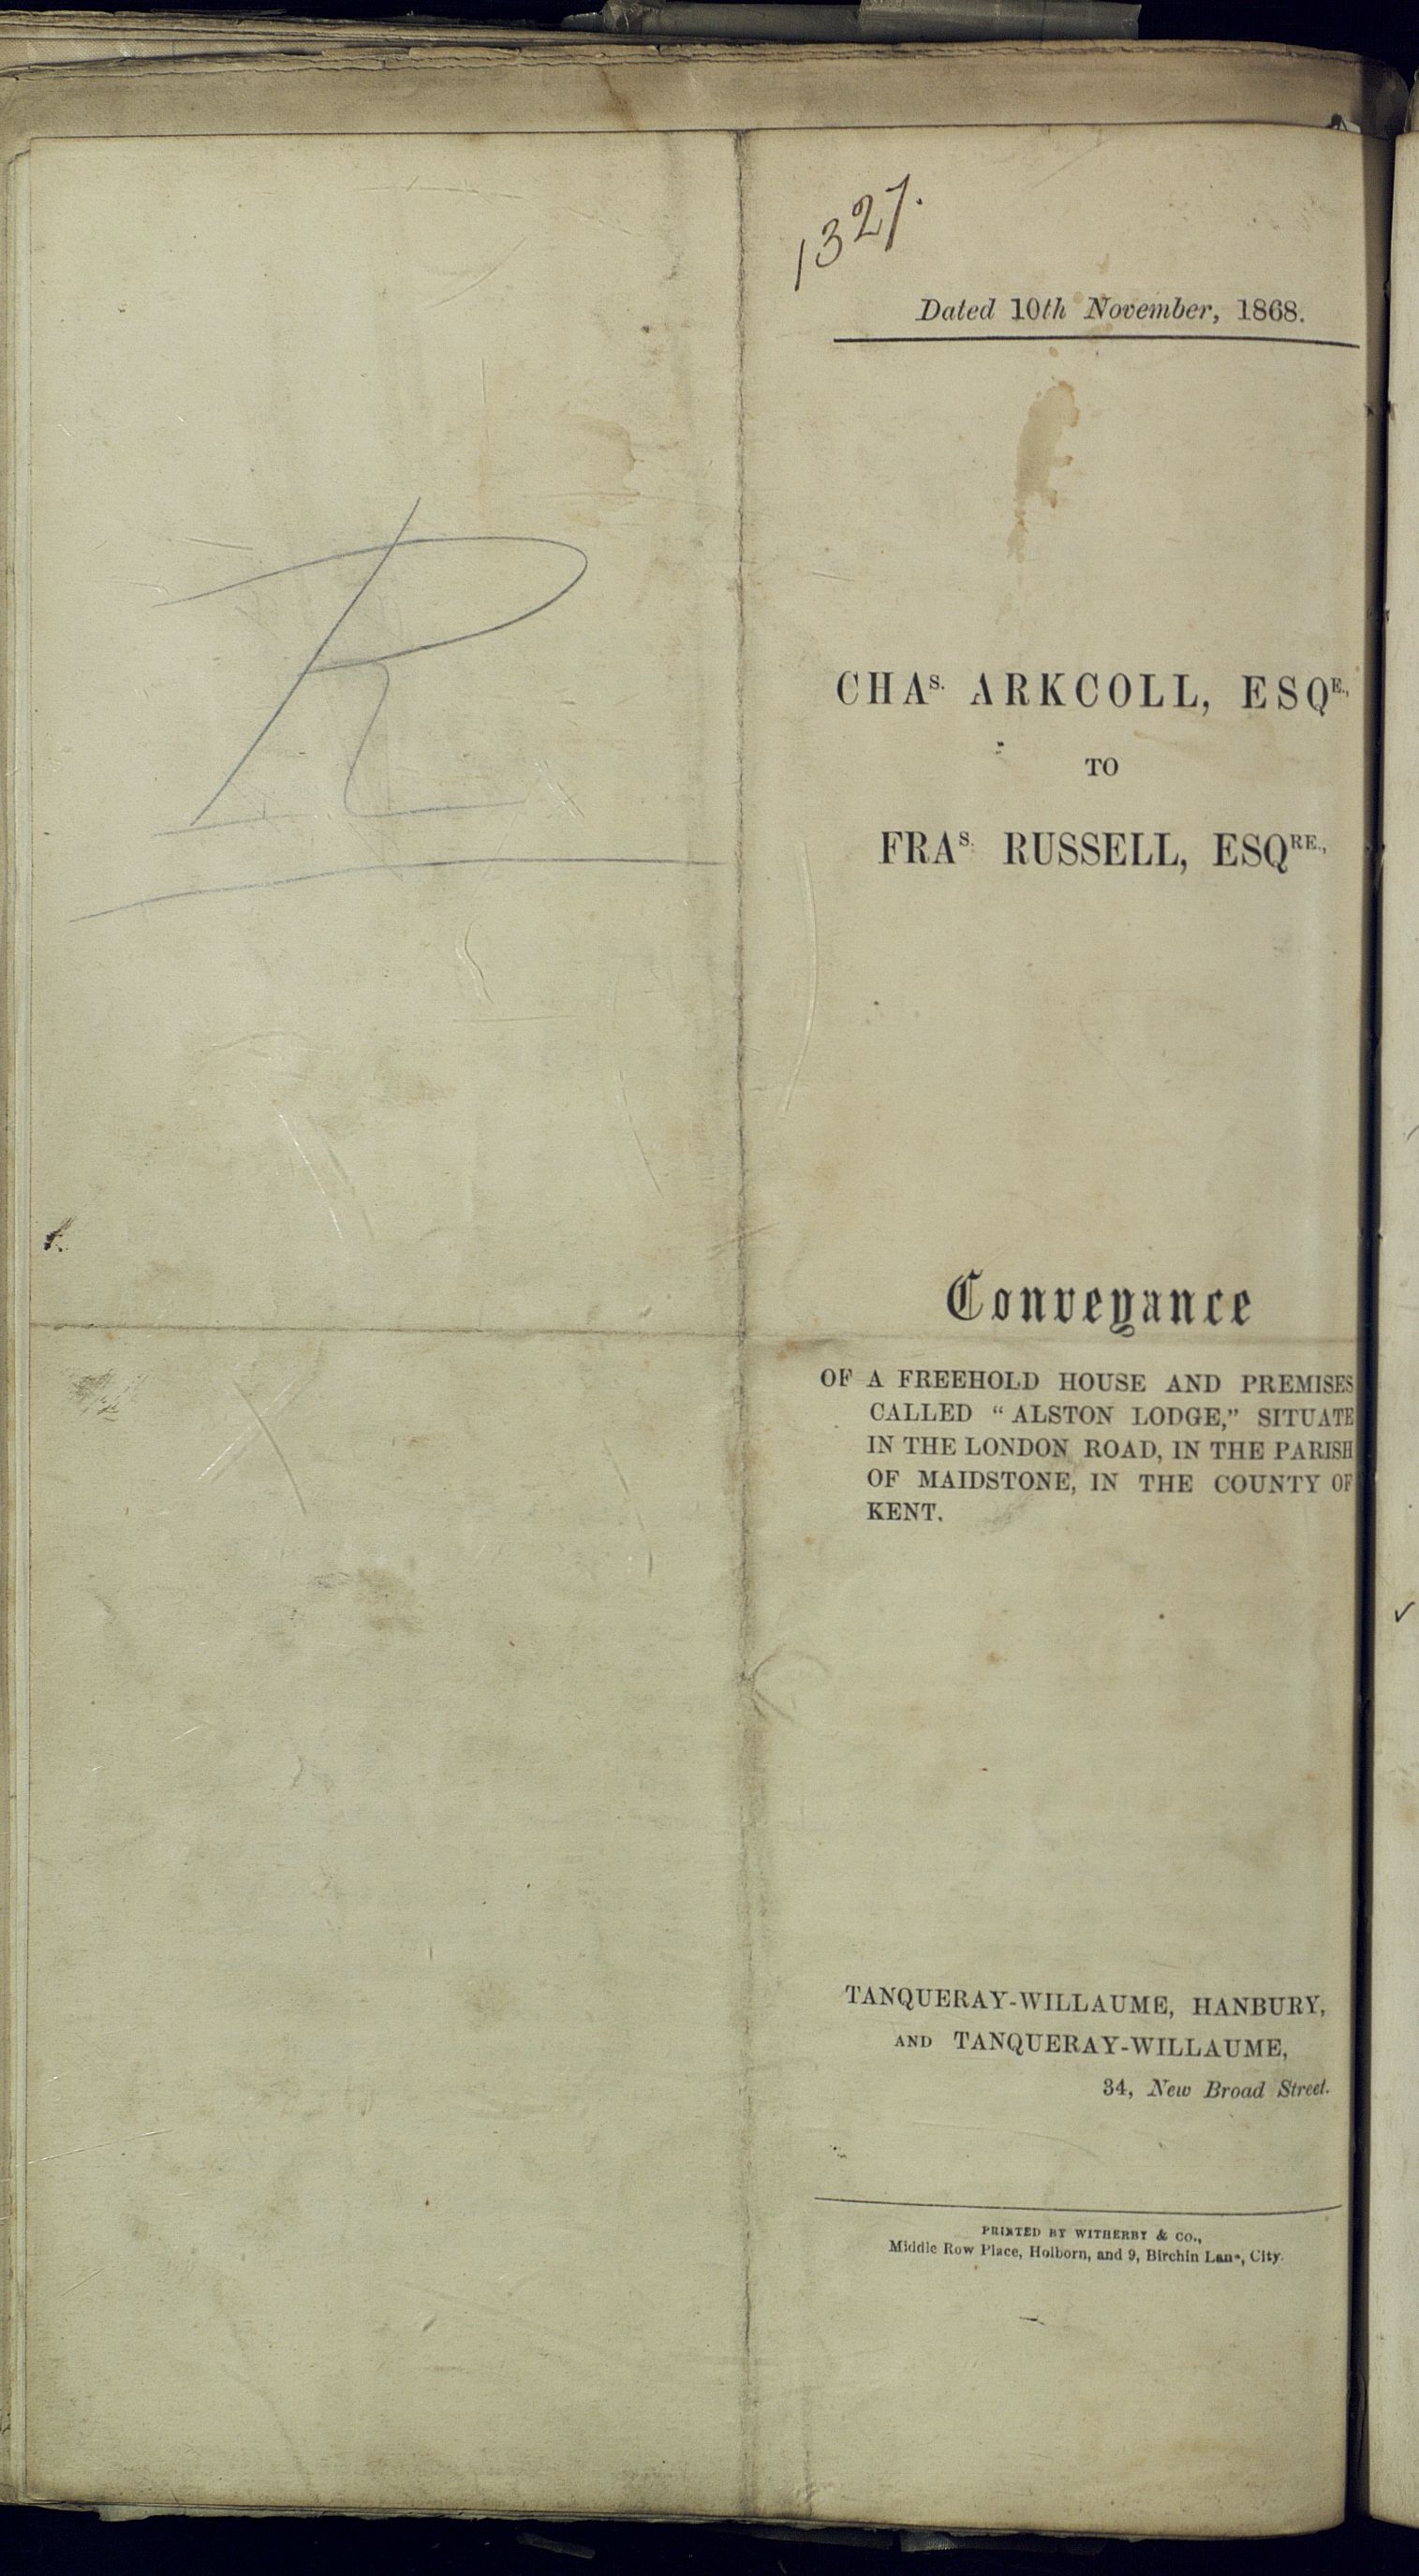 1327.
Dated 10th November, 1868.
R
CHAS. ARKCOLL, ESQE.,
TO
FRAS. RUSSELL, ESQRE.,
Conveyance
OF A FREEHOLD HOUSE AND PREMISES
CALLED “ALSTON LODGE,” SITUATE
IN THE LONDON ROAD, IN THE PARISH
OF MAIDSTONE, IN THE COUNTY OF
KENT.
TANQUERAY-WILLAUME, HANBURY,
AND TANQUERAY-WILLAUME,
34, New Broad Street.
PRINTED BY WITHERBY & CO.,
Middle Row Place, Holborn, and 9, Birchin Lane, City.